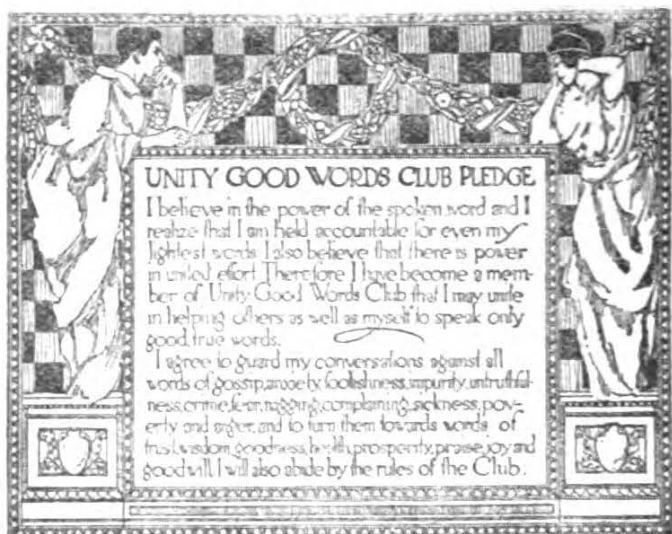 UNITY GOOD WORDS CLUB PLEDGE
I believe in the power of the spoken word and I
realize that I am held accountable for even my
lightest words. I also believe that there is power
in united effort. Therefore I have become a mem-
ber of Unity Good Words Club that I may unite
in helping others as well as myself to speak only
good, true words.
I agree to guard my conversations against all
words of gossip, anxiety, foolishness, impurity, untruthful-
ness, crime, fear, nagging, complaining, sickness, pov-
erty and anger, and to turn them towards words of
trust, wisdom, goodness, health, prosperity, praise, joy and
good will. I will also abide by the rules of the Club.